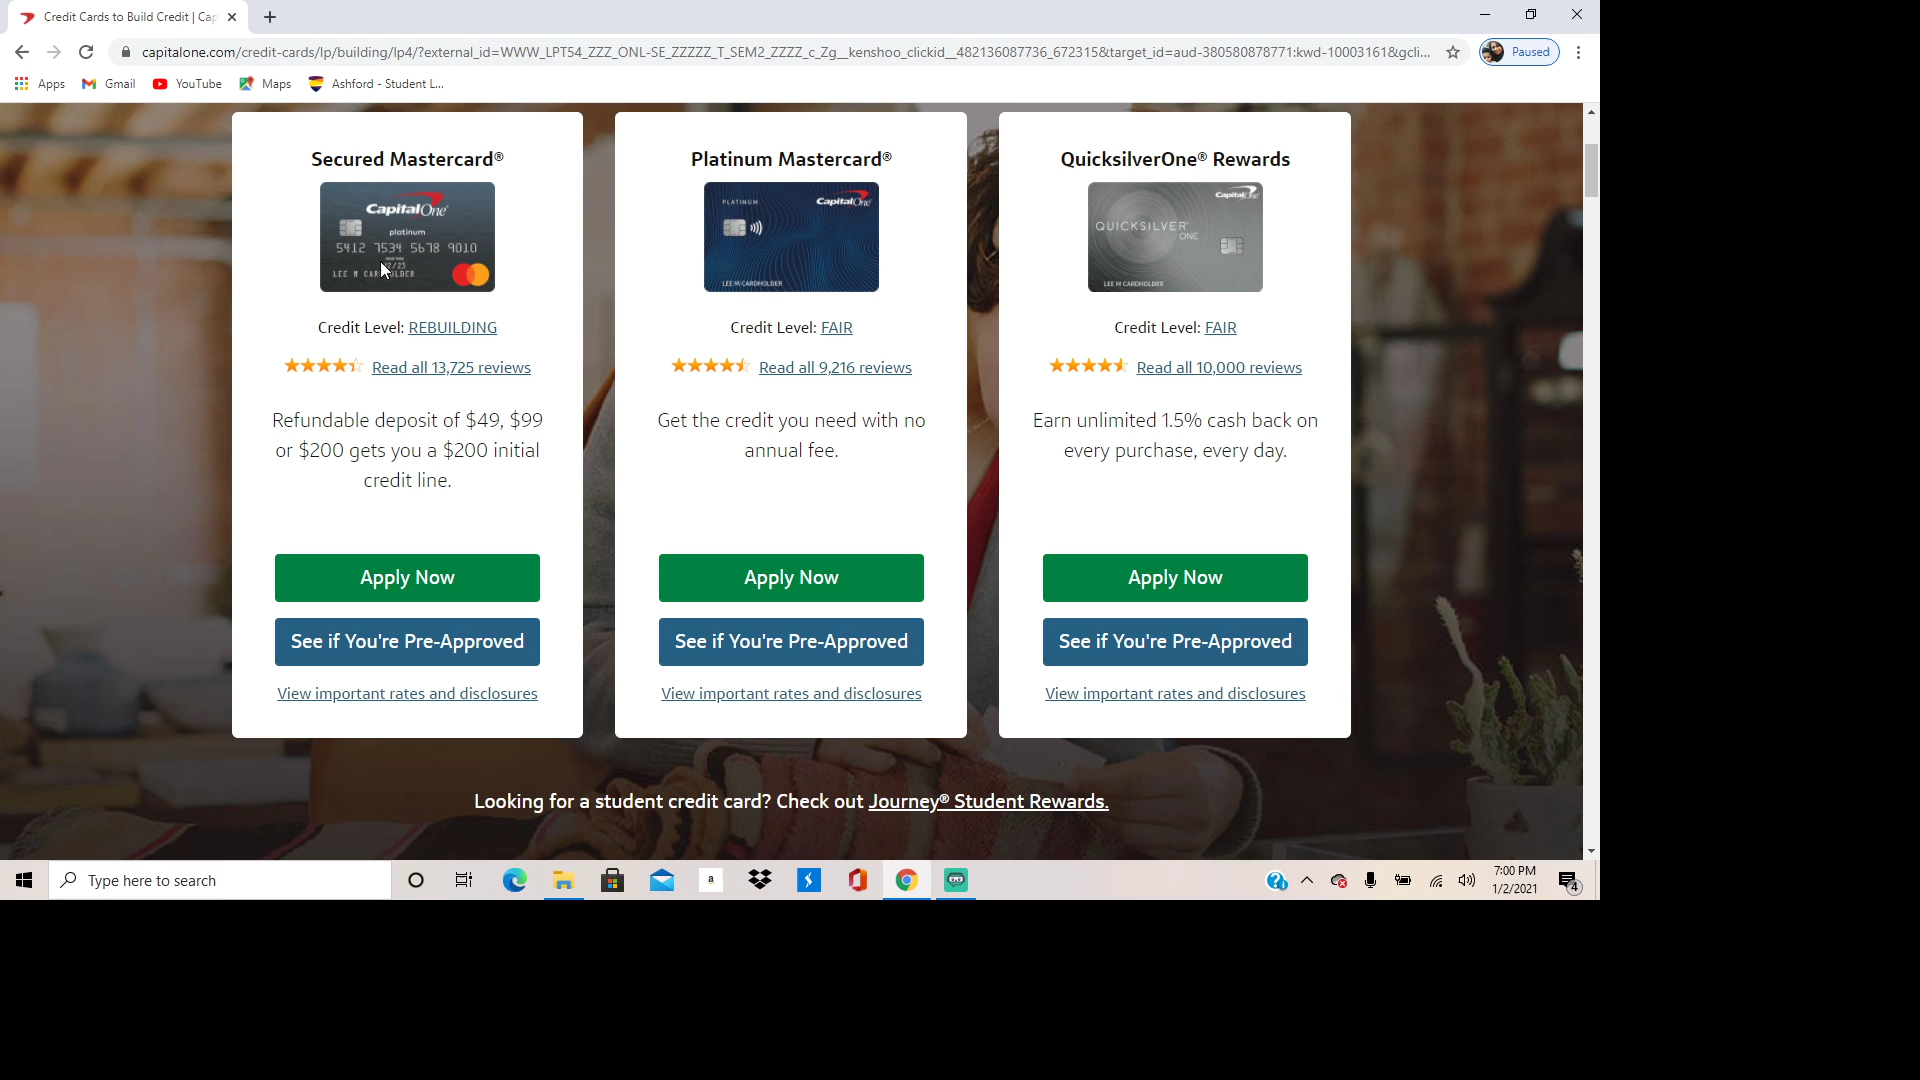 Credit Cards to Build Credit | Cap
capitalone.com/credit-cards/lp/building/lp4/?external_id=WWW_LPT54_ZZZ_ONL-SE_ZZZZZ_T_SEM2_ZZZZ_c_Zg__kenshoo_clickid__482136087736_672315&target_id=aud-380580878771:kwd-10003161&gcli...
Paused
Apps Gmail YouTube Maps Ashford - Student L...
Secured Mastercard® Platinum Mastercard® QuicksilverOne® Rewards
CapitalOne
platinum
5412 7534 5678 9010
LEE M CARDHOLDER
PLATINUM CapitalOne
LEE M CARDHOLDER
CapitalOne
QUICKSILVER
ONE
LEE M CARDHOLDER
Credit Level: REBUILDING Credit Level: FAIR Credit Level: FAIR
Read all 13,725 reviews Read all 9,216 reviews Read all 10,000 reviews
Refundable deposit of $49, $99
or $200 gets you a $200 initial
credit line.
Get the credit you need with no
annual fee.
Earn unlimited 1.5% cash back on
every purchase, every day.
Apply Now Apply Now Apply Now
See if You're Pre-Approved See if You're Pre-Approved See if You're Pre-Approved
View important rates and disclosures View important rates and disclosures View important rates and disclosures
Looking for a student credit card? Check out Journey® Student Rewards.
Type here to search
a
7:00 PM
1/2/2021
4